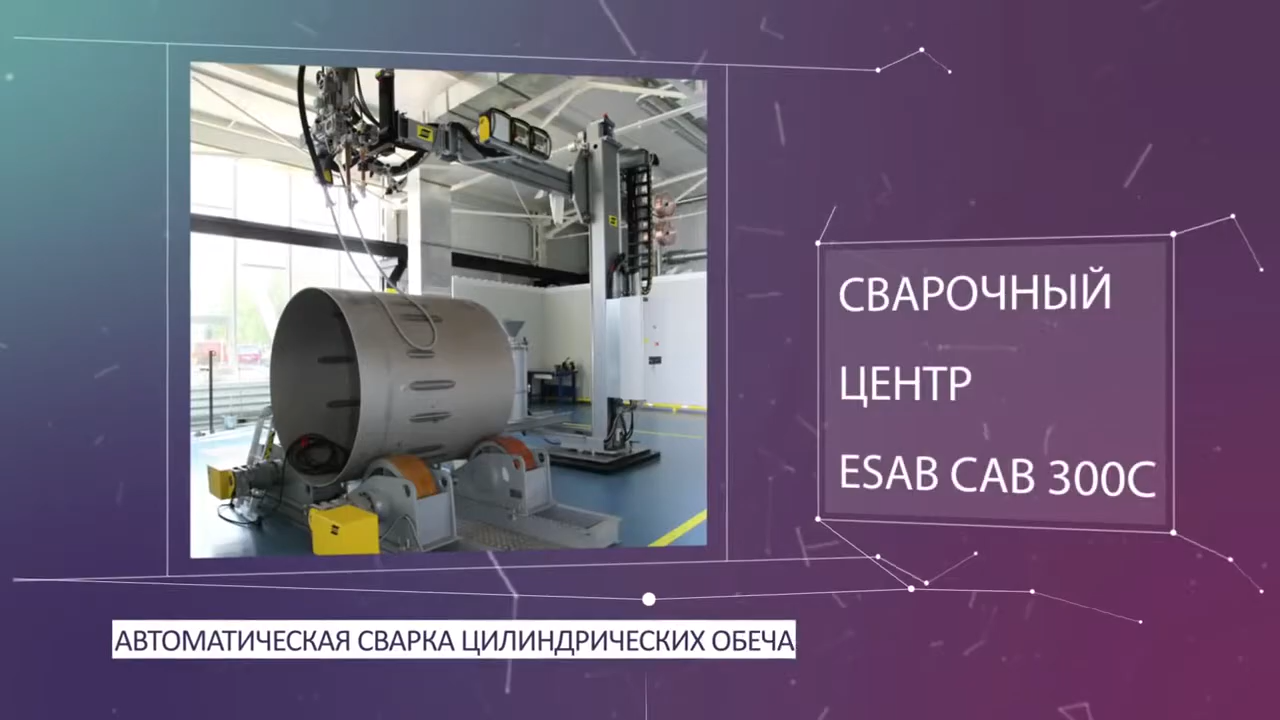 СВАРОЧНЫЙ
ЦЕНТР
ESAB CAB 300C
АВТОМАТИЧЕСКАЯ СВАРКА ЦИЛИНДРИЧЕСКИХ ОБЕЧА